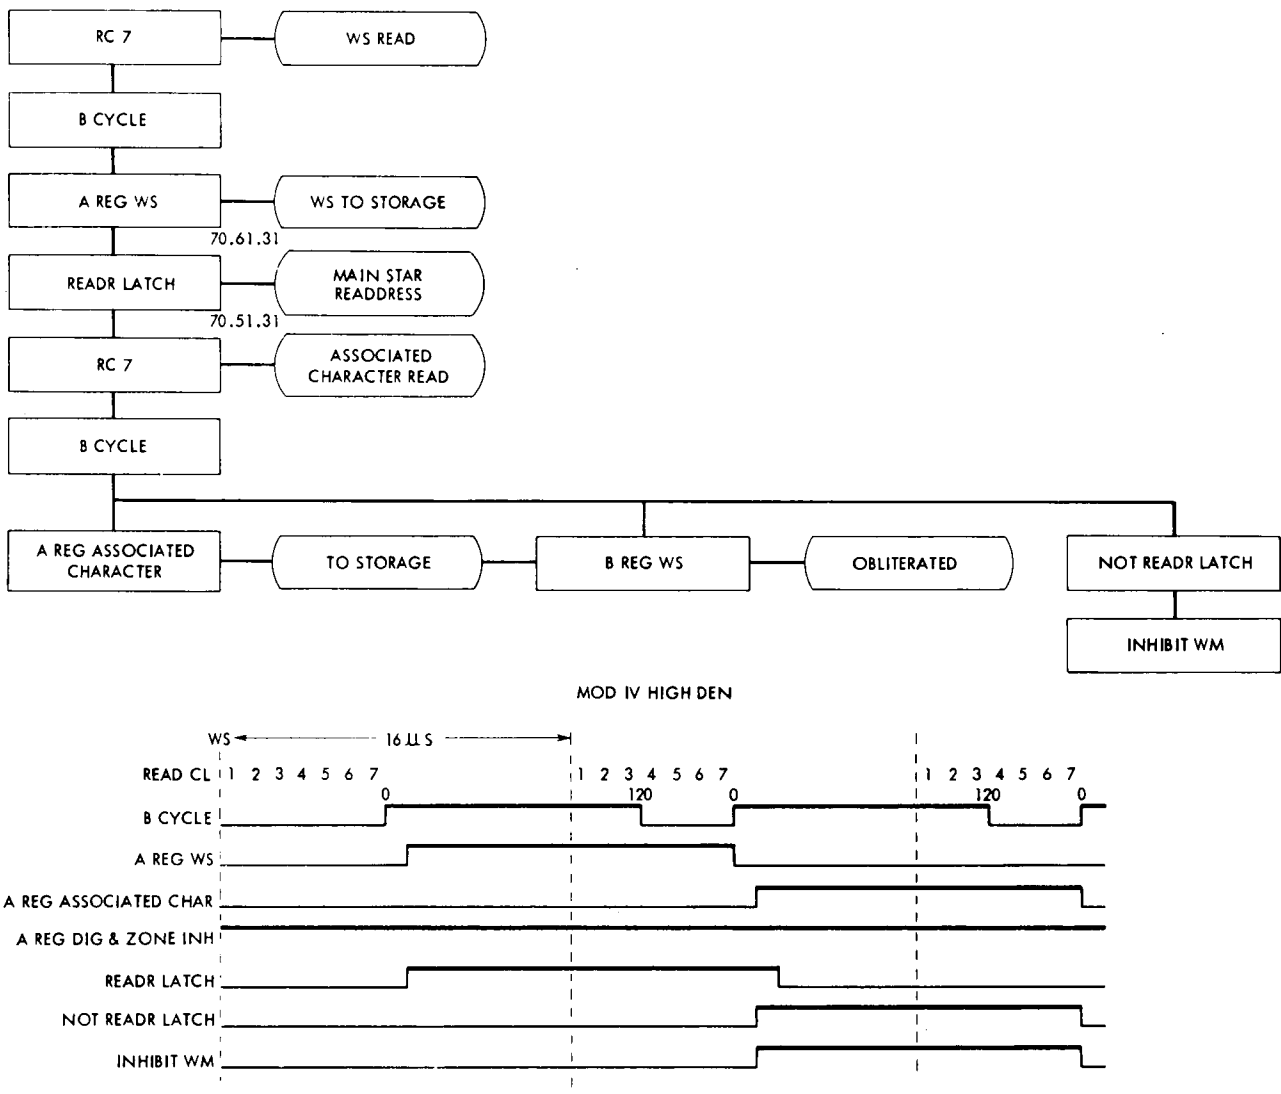 RC 7
WS READ
B CYCLE
A REG WS
WS TO STORAGE
70.61.31
READR LATCH
MAIN STAR
READDRESS
70.51.31
RC 7
ASSOCIATED
CHARACTER READ
B CYCLE
A REG ASSOCIATED
CHARACTER
TO STORAGE
B REG WS
OBLITERATED
NOT READR LATCH
INHIBIT WM
MOD IV HIGH DEN
WS
16 μS
READ CL 1 2 3 4 5 6 7 1 2 3 4 5 6 7 1 2 3 4 5 6 7
0 120 0 120 0
B CYCLE
A REG WS
A REG ASSOCIATED CHAR
A REG DIG & ZONE INH
READR LATCH
NOT READR LATCH
INHIBIT WM